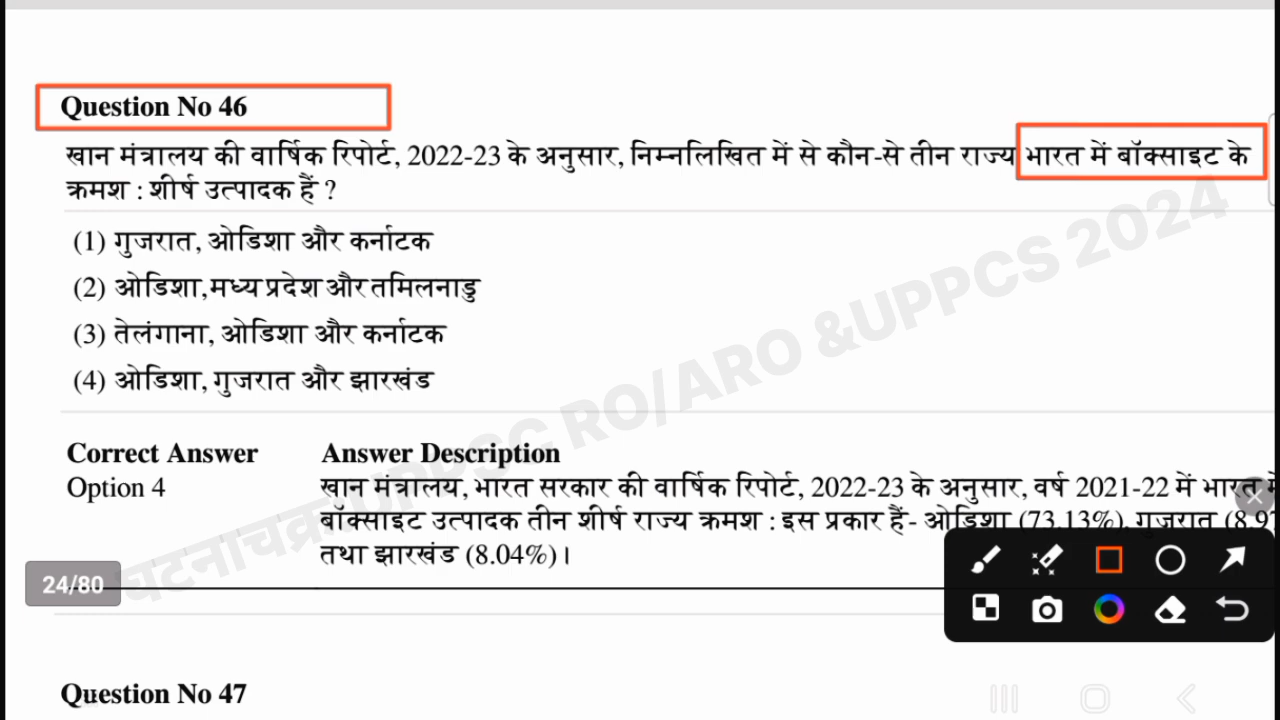 Question No 46
खान मंत्रालय की वार्षिक रिपोर्ट, 2022-23 के अनुसार, निम्नलिखित में से कौन-से तीन राज्य भारत में बॉक्साइट के
क्रमश : शीर्ष उत्पादक हैं ?
(1) गुजरात, ओडिशा और कर्नाटक
(2) ओडिशा,मध्य प्रदेश और तमिलनाडु
(3) तेलंगाना, ओडिशा और कर्नाटक
(4) ओडिशा, गुजरात और झारखंड
घटनाचक्र UPPSC RO/ARO &UPPCS 2024
Correct Answer
Answer Description
Option 4
खान मंत्रालय, भारत सरकार की वार्षिक रिपोर्ट, 2022-23 के अनुसार, वर्ष 2021-22 में भारत
बॉक्साइट उत्पादक तीन शीर्ष राज्य क्रमश : इस प्रकार हैं- ओडिशा (73.13%), गुजरात (8.9
तथा झारखंड (8.04%)।
24/80
Question No 47